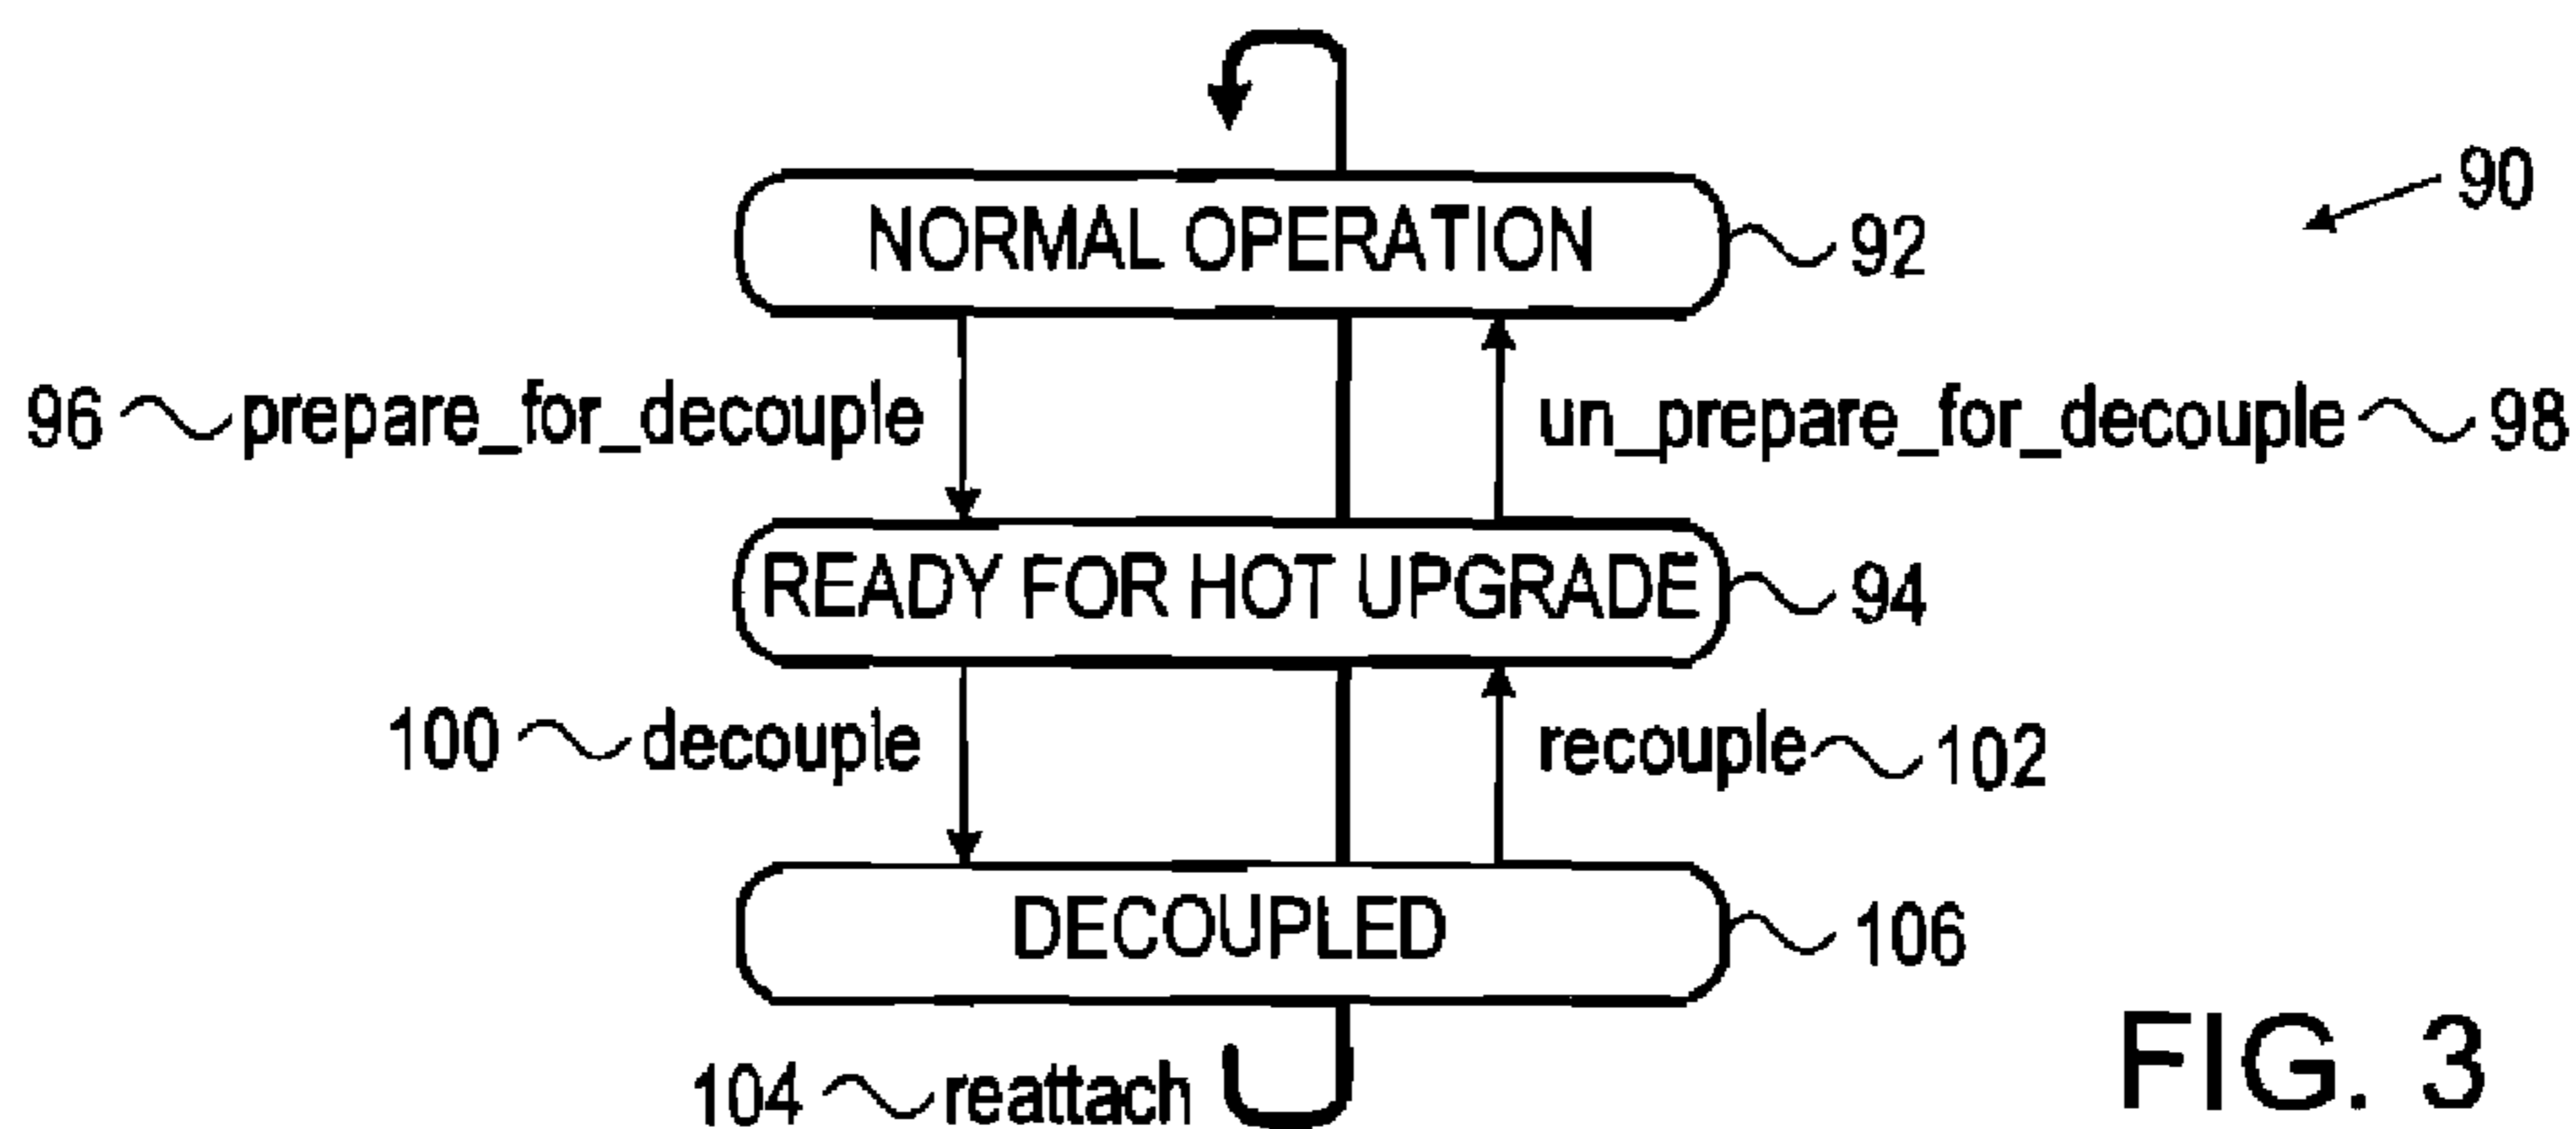 90
NORMAL OPERATION 92
96 prepare_for_decouple un_prepare_for_decouple 98
READY FOR HOT UPGRADE 94
100 decouple recouple 102
DECOUPLED 106
104 reattach
FIG. 3